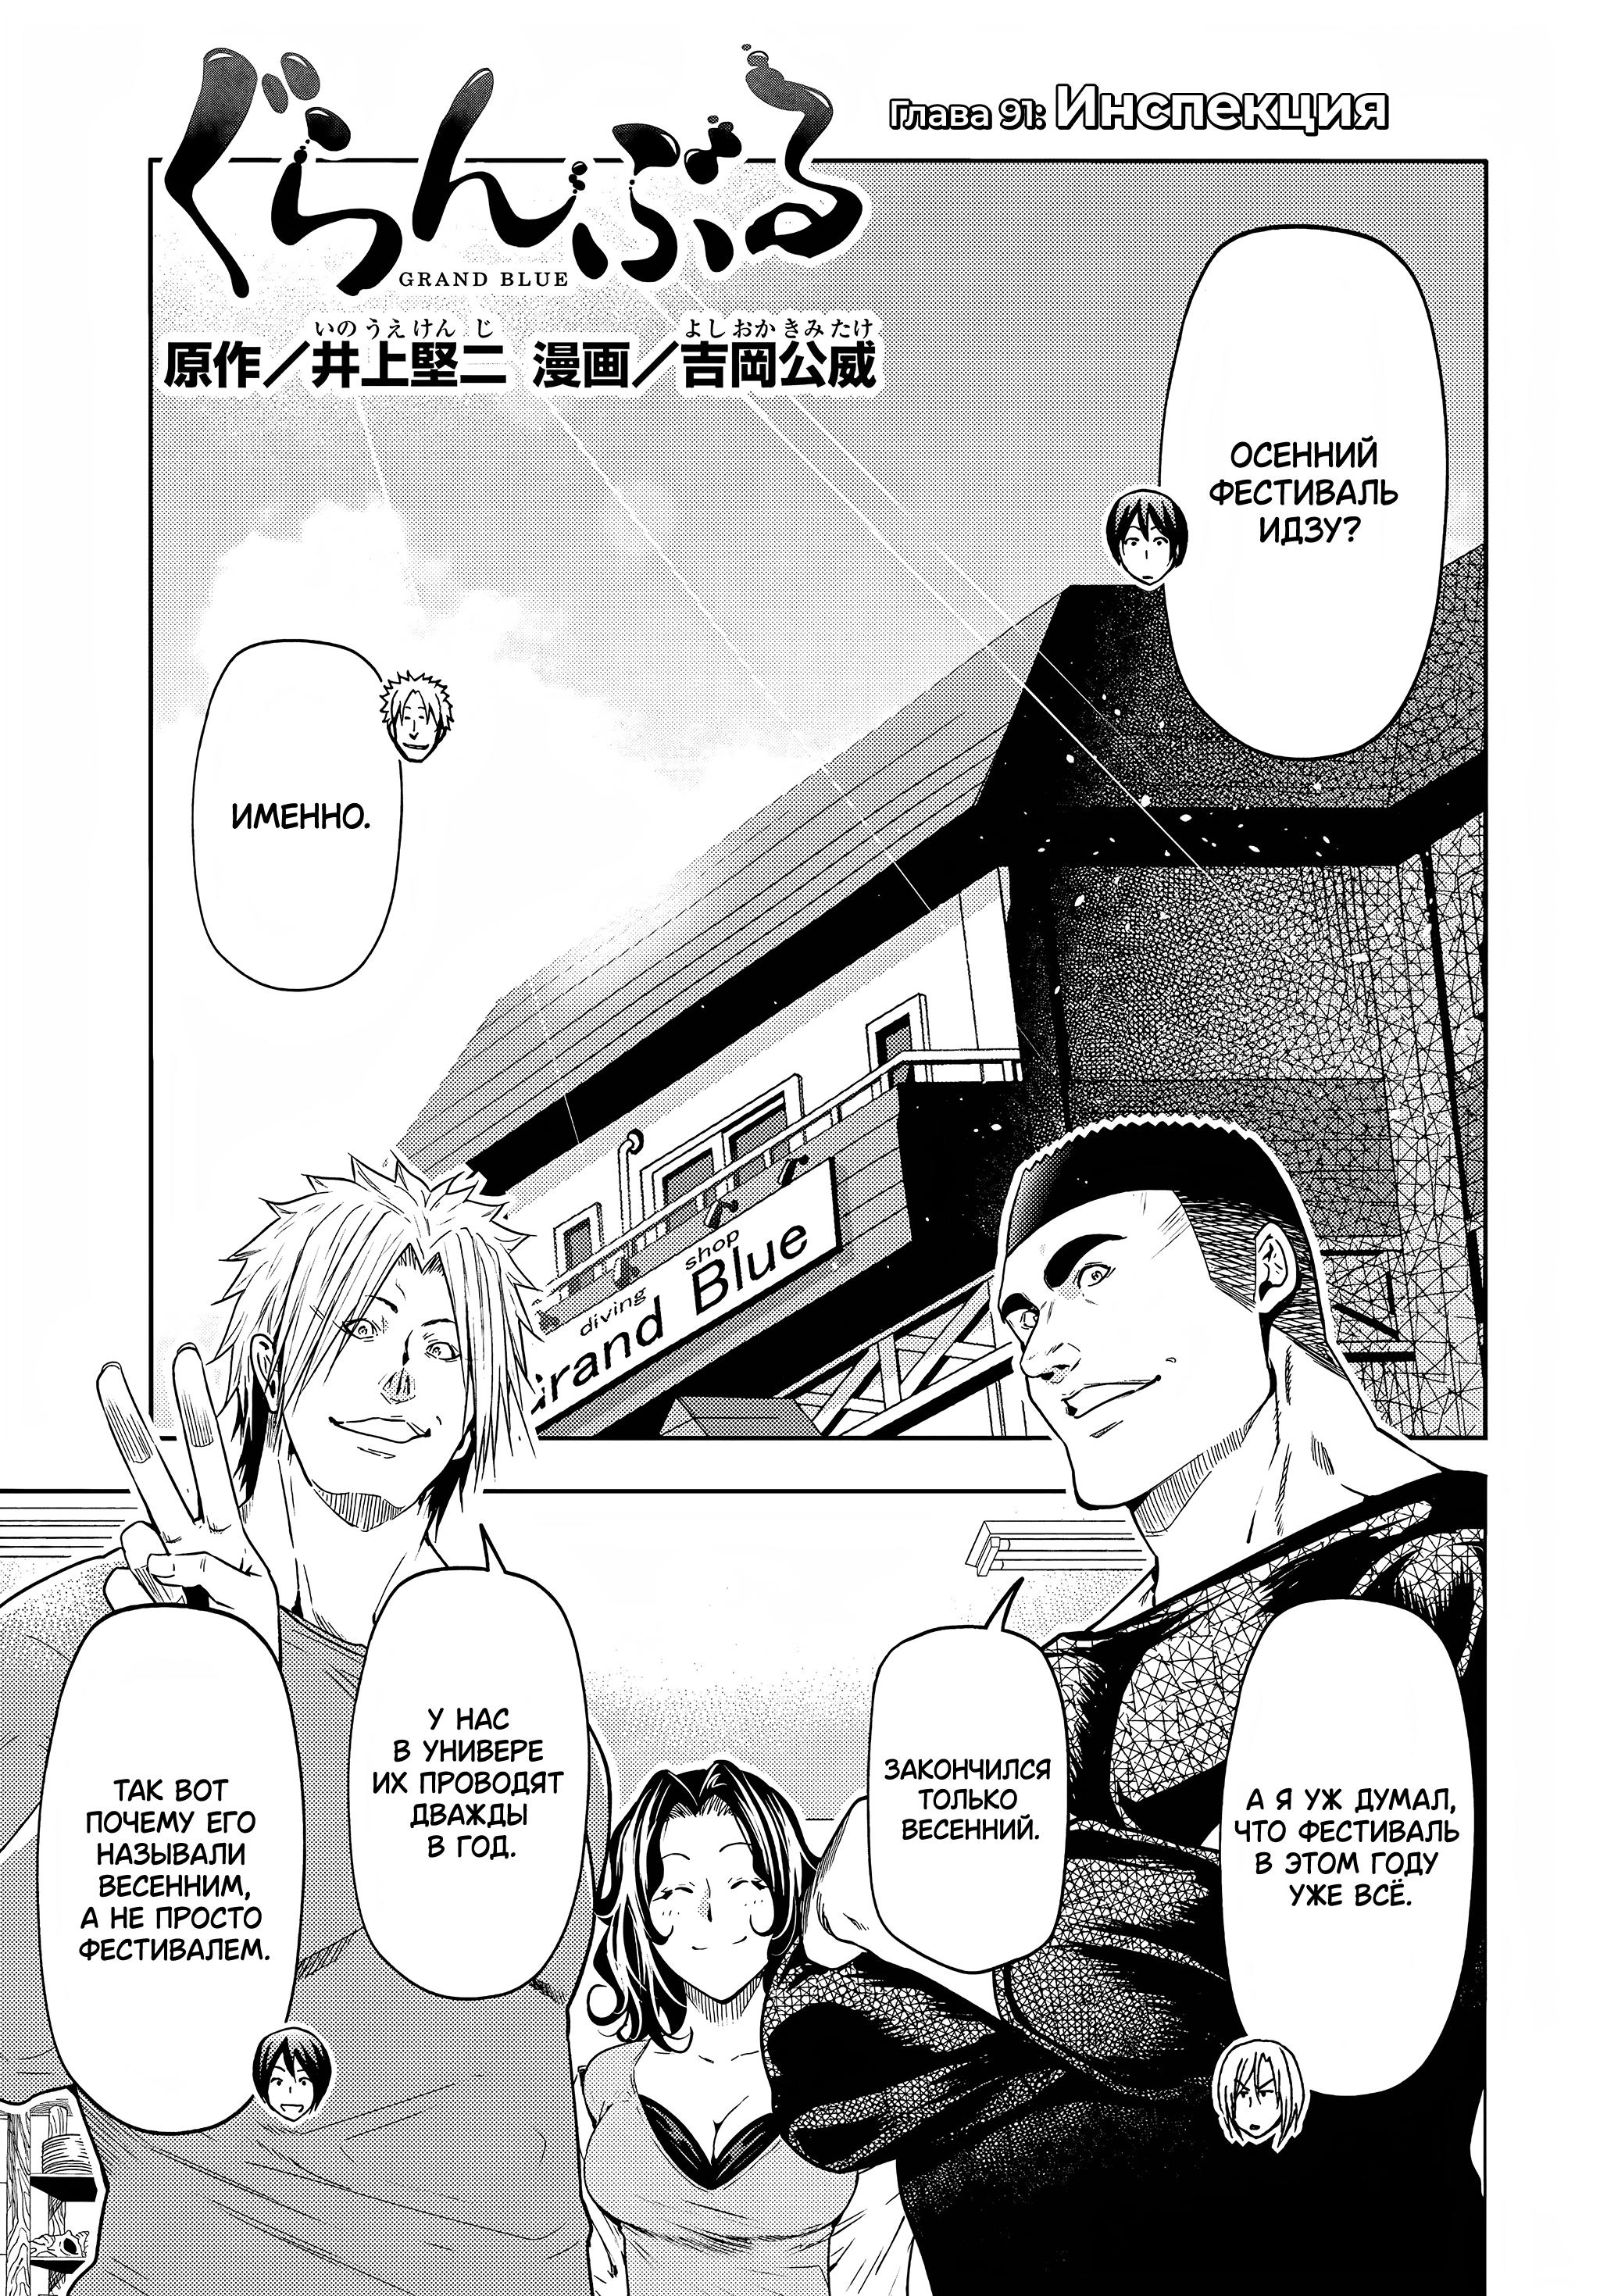 Глава 91: Инспекция
ぐらんぶる
GRAND BLUE
いのうえけんじ よしおかきみたけ
原作／井上堅二 漫画／吉岡公威
ОСЕННИЙ
ФЕСТИВАЛЬ
ИДЗУ?
ИМЕННО.
diving shop
Grand Blue
А Я УЖ ДУМАЛ,
ЧТО ФЕСТИВАЛЬ
В ЭТОМ ГОДУ
УЖЕ ВСЁ.
ЗАКОНЧИЛСЯ
ТОЛЬКО
ВЕСЕННИЙ.
У НАС
В УНИВЕРЕ
ИХ ПРОВОДЯТ
ДВАЖДЫ
В ГОД.
ТАК ВОТ
ПОЧЕМУ ЕГО
НАЗЫВАЛИ
ВЕСЕННИМ,
А НЕ ПРОСТО
ФЕСТИВАЛЕМ.